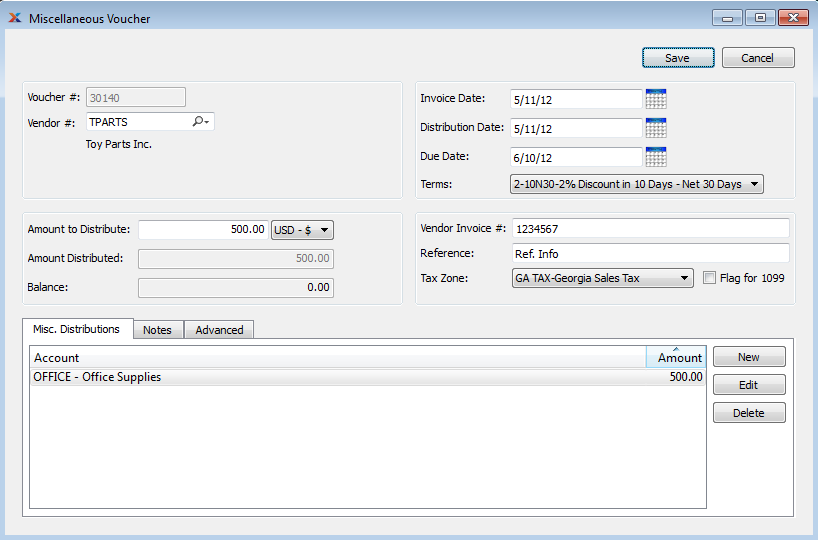 Miscellaneous Voucher
Save Cancel
Voucher #: 30140
Vendor #: TPARTS
Toy Parts Inc.
Invoice Date: 5/11/12
Distribution Date: 5/11/12
Due Date: 6/10/12
Terms: 2-10N30-2% Discount in 10 Days - Net 30 Days
Amount to Distribute: 500.00 USD - $
Amount Distributed: 500.00
Balance: 0.00
Vendor Invoice #: 1234567
Reference: Ref. Info
Tax Zone: GA TAX-Georgia Sales Tax Flag for 1099
Misc. Distributions Notes Advanced
Account Amount
OFFICE - Office Supplies 500.00
New
Edit
Delete